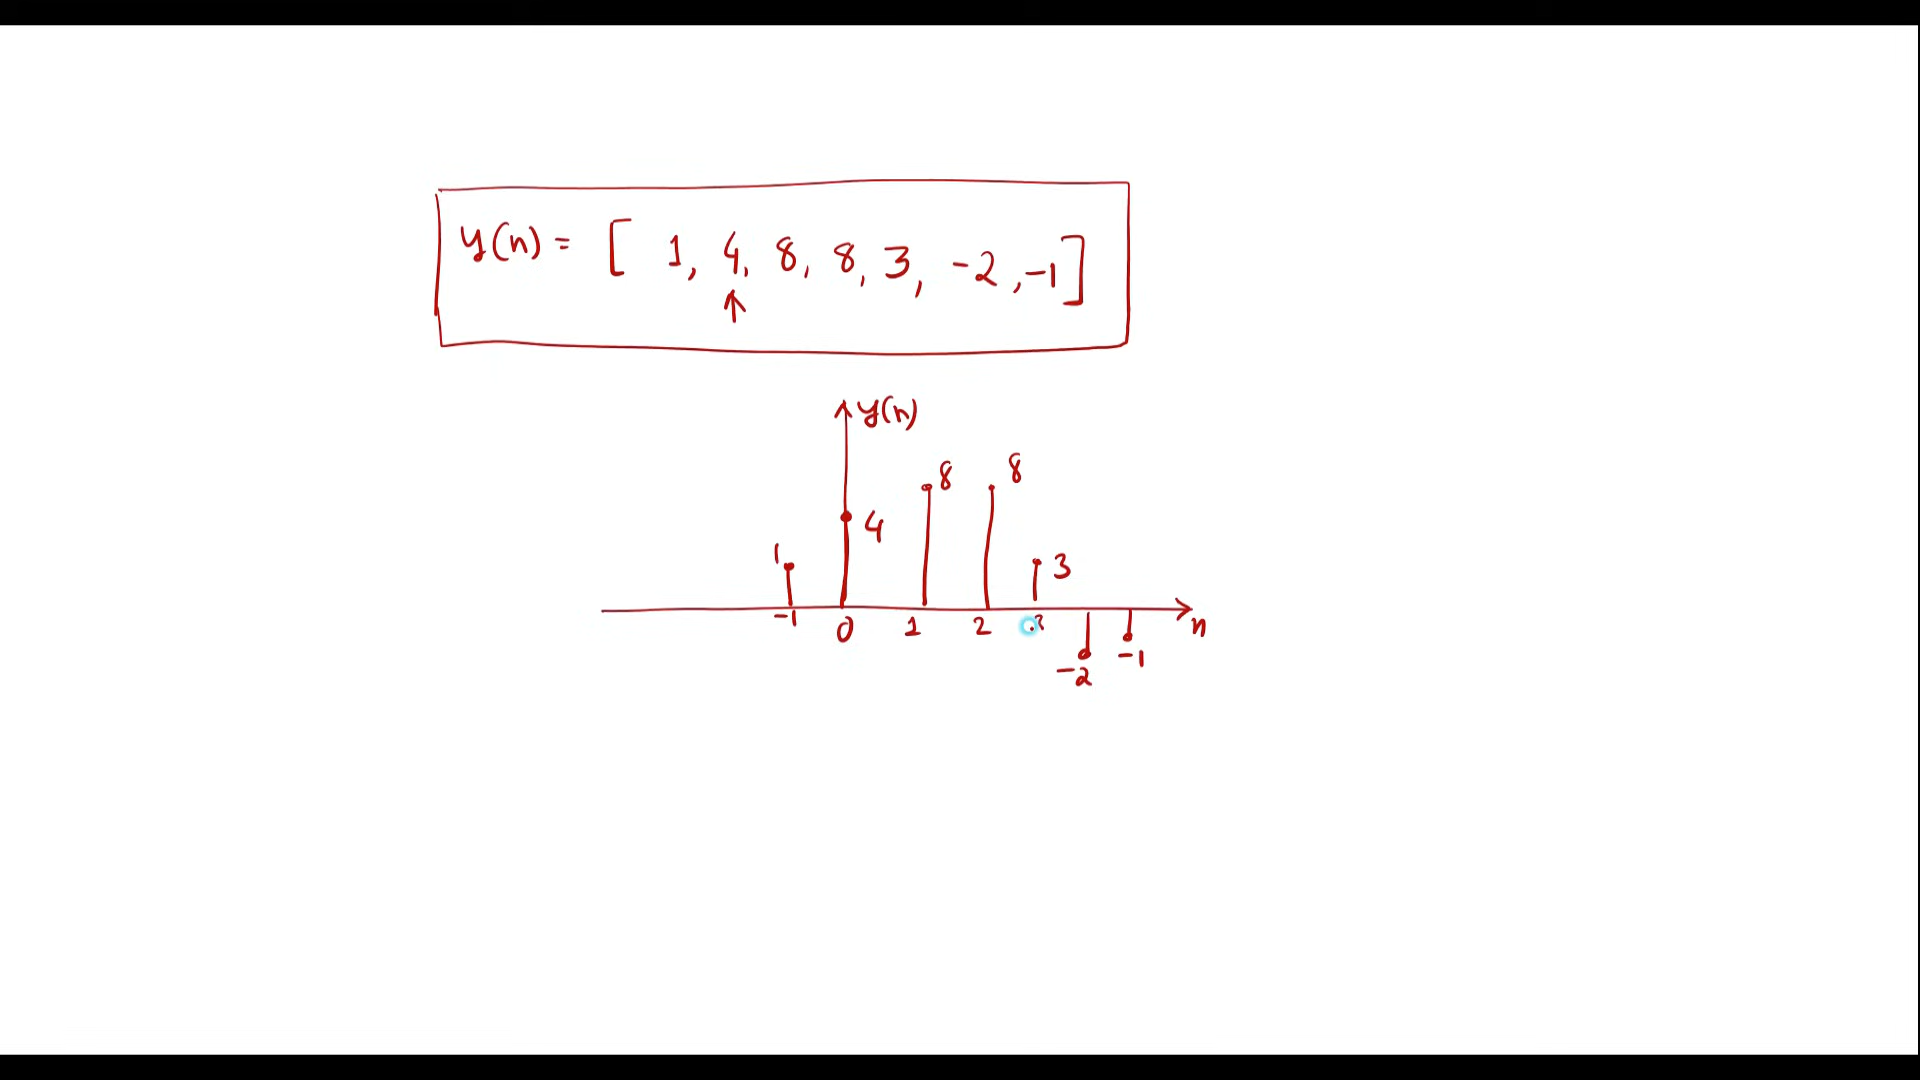 y(n) = [ 1, 4, 8, 8, 3, -2, -1]
↑
y(n)
8 8
4
1 3
-1 0 1 2 n
-2 -1